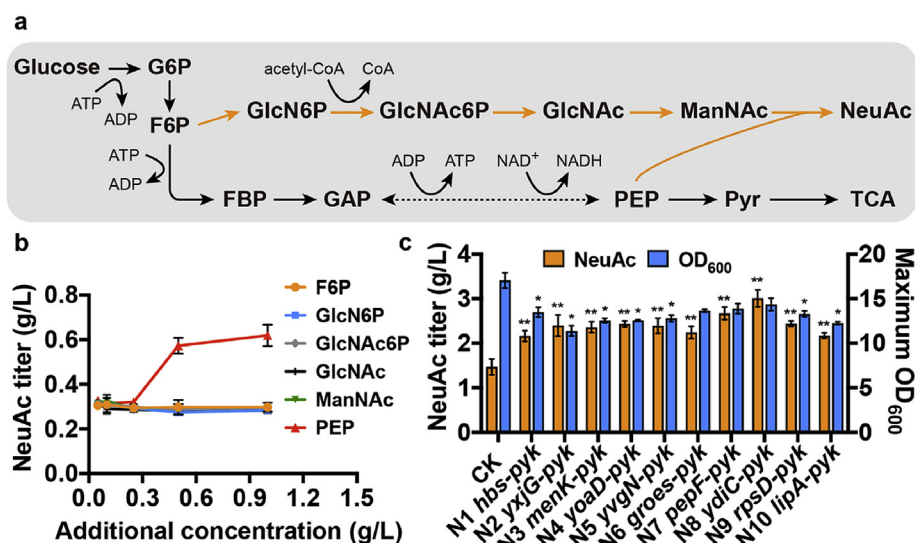 a
Glucose G6P
acetyl-CoA CoA
ATP
ADP
F6P GlcN6P GlcNAc6P GlcNAc ManNAc NeuAc
ATP
ADP
ADP ATP NAD+ NADH
FBP GAP PEP Pyr TCA
b
NeuAc titer (g/L)
0.8
0.6
0.4
0.2
0.0
0.0 0.3 0.6 0.9 1.2 1.5
Additional concentration (g/L)
F6P
GlcN6P
GlcNAc6P
GlcNAc
ManNAc
PEP
c
NeuAc titer (g/L)
4
3
2
1
0
NeuAc OD600
** * ** * ** * ** * ** * ** ** ** ** * ** *
20
15
10
5
0
Maximum OD600
CK
N1 hbs-pyk
N2 yxjG-pyk
N3 menK-pyk
N4 yoaD-pyk
N5 yvgN-pyk
N6 groes-pyk
N7 pepF-pyk
N8 ydiC-pyk
N9 rpsD-pyk
N10 lipA-pyk